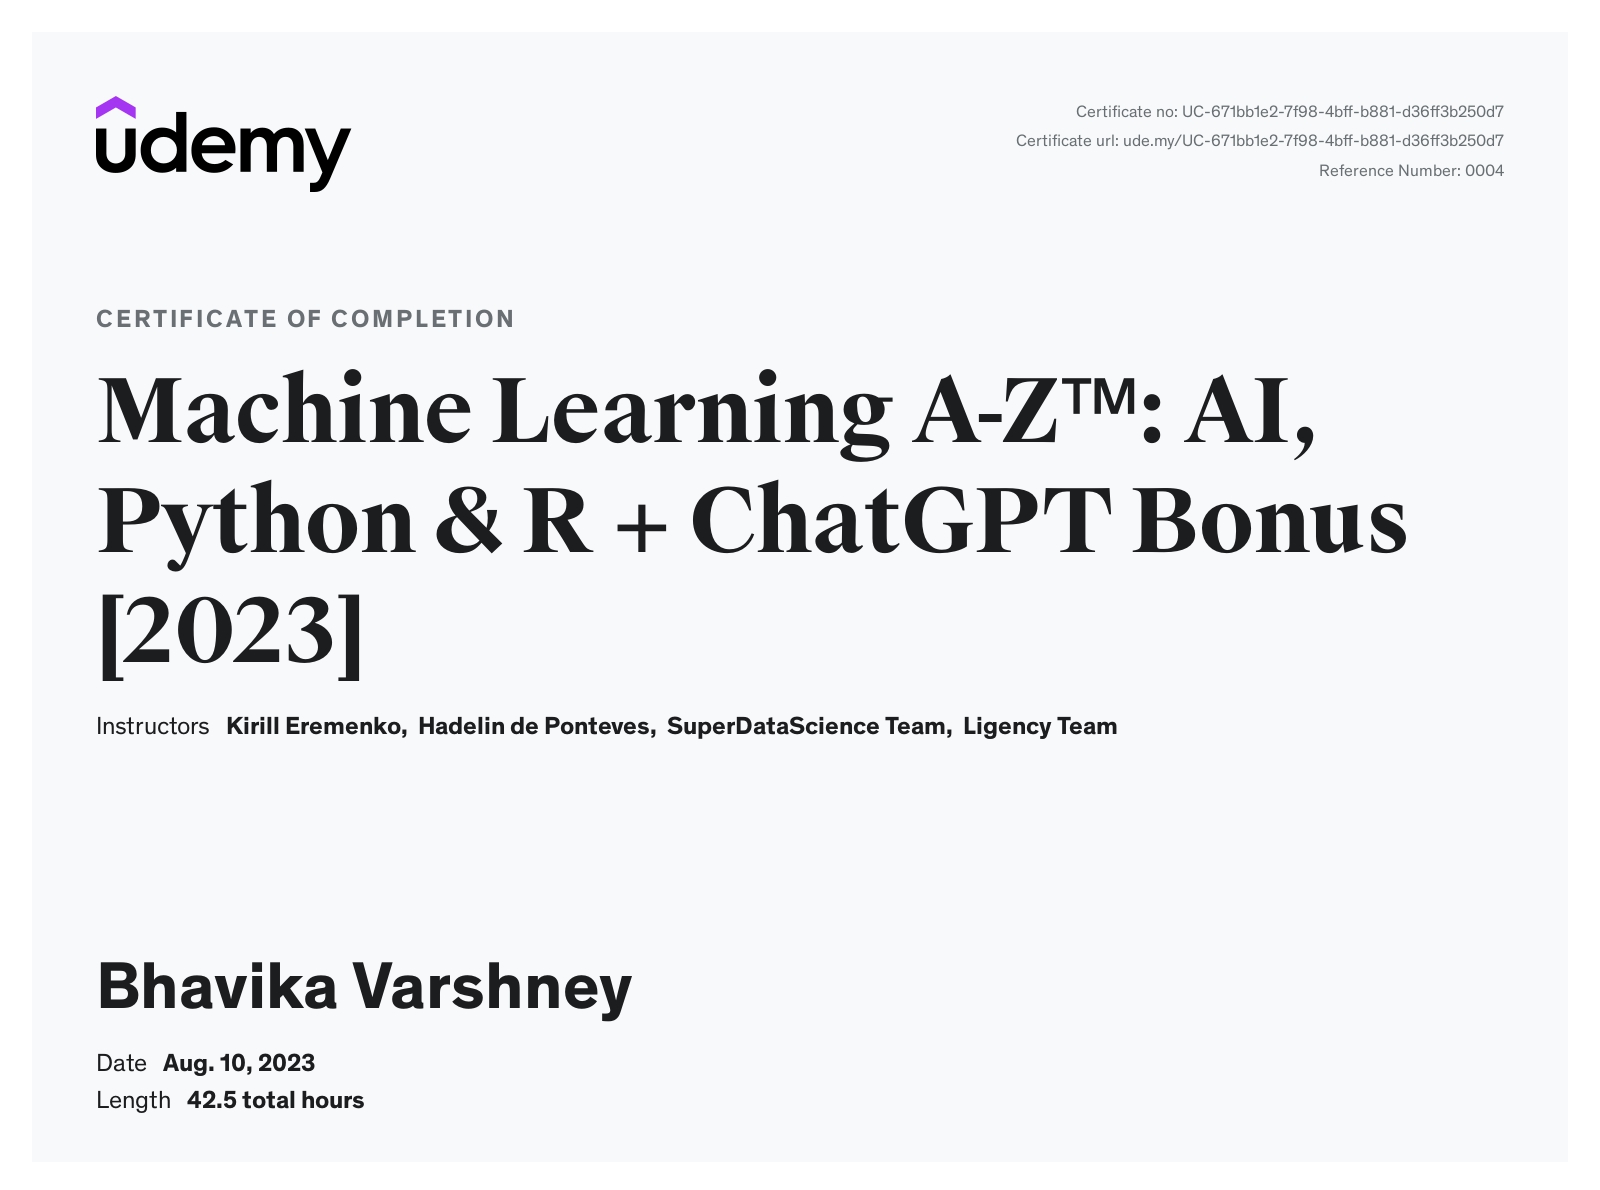 udemy
Certificate no: UC-671bb1e2-7f98-4bff-b881-d36ff3b250d7
Certificate url: ude.my/UC-671bb1e2-7f98-4bff-b881-d36ff3b250d7
Reference Number: 0004
CERTIFICATE OF COMPLETION
Machine Learning A-Z™: AI,
Python & R + ChatGPT Bonus
[2023]
Instructors Kirill Eremenko, Hadelin de Ponteves, SuperDataScience Team, Ligency Team
Bhavika Varshney
Date Aug. 10, 2023
Length 42.5 total hours